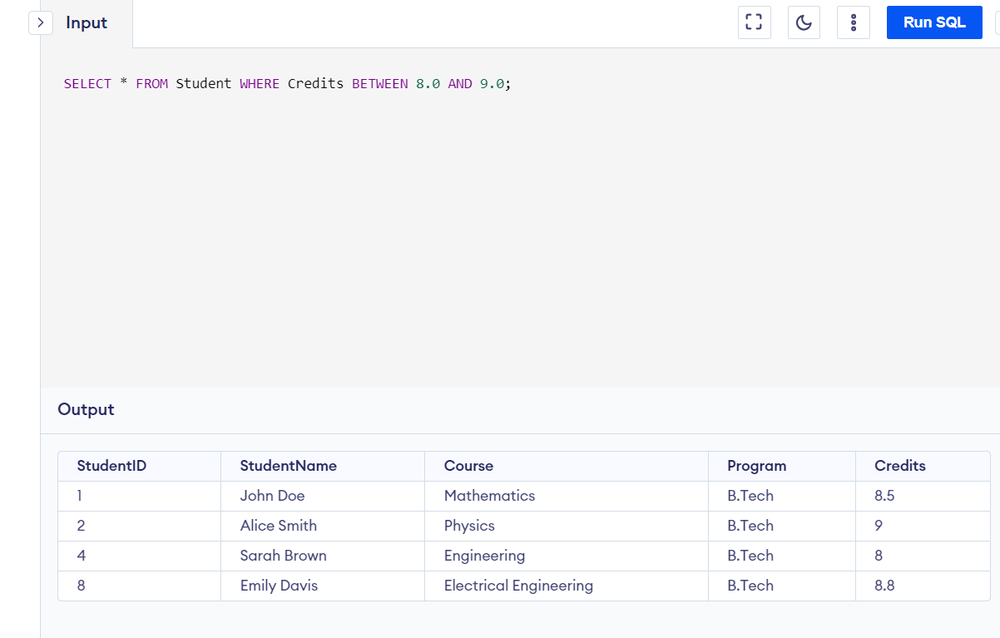 Input
Run SQL
SELECT * FROM Student WHERE Credits BETWEEN 8.0 AND 9.0;
Output
StudentID StudentName Course Program Credits
1 John Doe Mathematics B.Tech 8.5
2 Alice Smith Physics B.Tech 9
4 Sarah Brown Engineering B.Tech 8
8 Emily Davis Electrical Engineering B.Tech 8.8